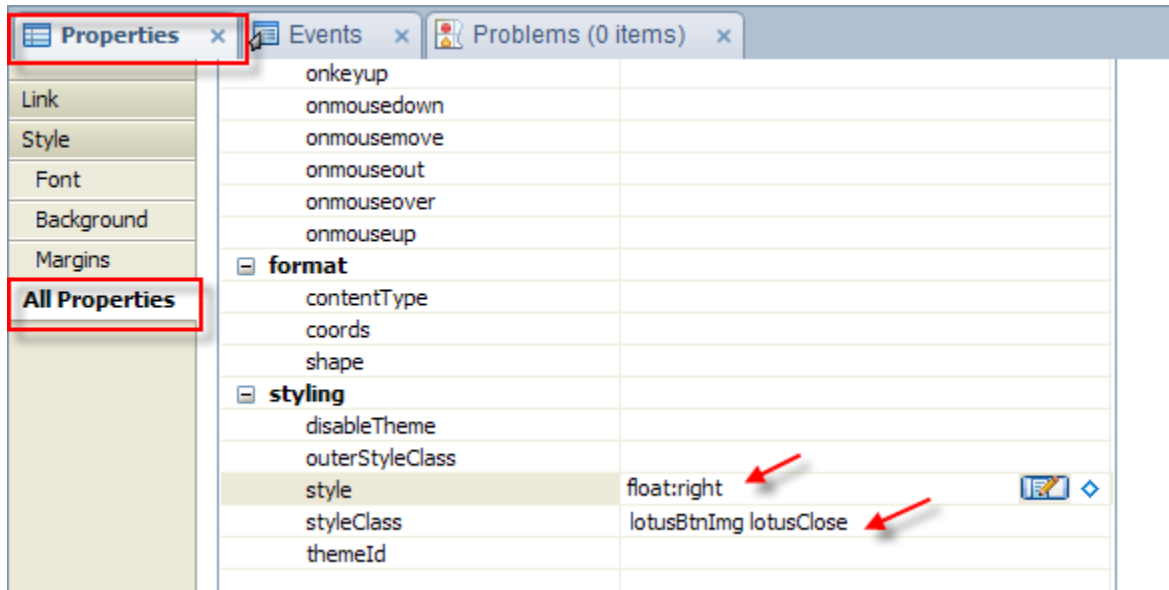 Properties Events Problems (0 items)
onkeyup
Link
onmousedown
Style
onmousemove
onmouseout
Font
onmouseover
Background
onmouseup
Margins
format
All Properties
contentType
coords
shape
styling
disableTheme
outerStyleClass
style float:right
styleClass lotusBtnImg lotusClose
themeId